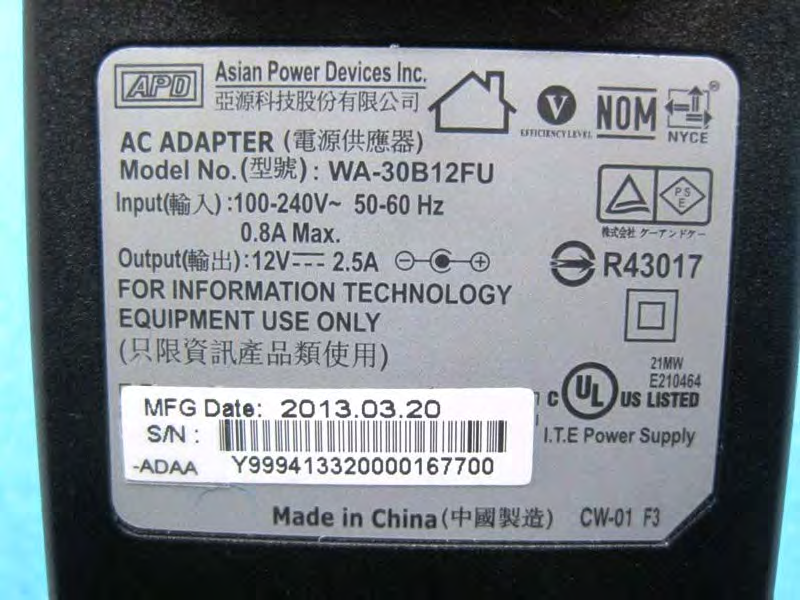 APD Asian Power Devices Inc.
亞源科技股份有限公司
V
EFFICIENCY LEVEL
NOM
NYCE
AC ADAPTER (電源供應器)
Model No.(型號) : WA-30B12FU
Input(輸入) :100-240V~ 50-60 Hz
0.8A Max.
PS
E
株式会社 ケーアンドケー
Output(輸出) :12V 2.5A
R43017
FOR INFORMATION TECHNOLOGY
EQUIPMENT USE ONLY
(只限資訊產品類使用)
21MW
E210464
C UL US LISTED
I.T.E Power Supply
MFG Date: 2013.03.20
S/N :
-ADAA Y999413320000167700
Made in China(中國製造) CW-01 F3